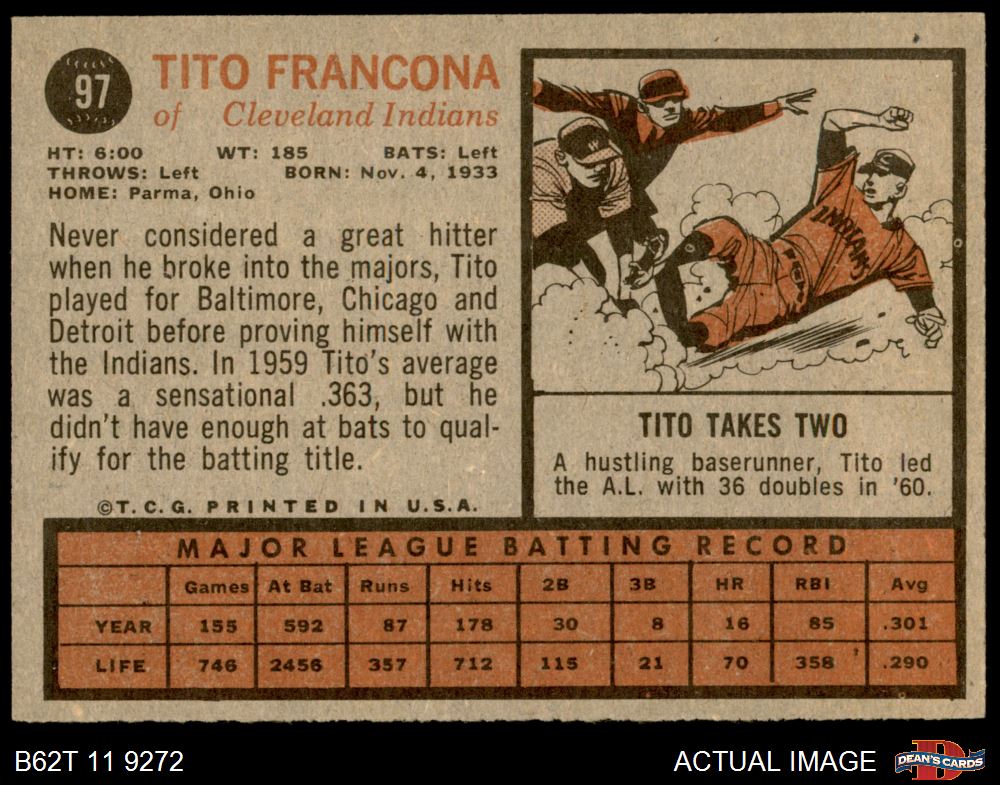 97
TITO FRANCONA
of Cleveland Indians
HT: 6:00 WT: 185 BATS: Left
THROWS: Left BORN: Nov. 4, 1933
HOME: Parma, Ohio
Never considered a great hitter
when he broke into the majors, Tito
played for Baltimore, Chicago and
Detroit before proving himself with
the Indians. In 1959 Tito's average
was a sensational .363, but he
didn't have enough at bats to qual-
ify for the batting title.
©T.C.G. PRINTED IN U.S.A.
W
INDIANS
TITO TAKES TWO
A hustling baserunner, Tito led
the A.L. with 36 doubles in '60.
MAJOR LEAGUE BATTING RECORD
Games At Bat Runs Hits 2B 3B HR RBI Avg
YEAR 155 592 87 178 30 8 16 85 .301
LIFE 746 2456 357 712 115 21 70 358 .290
B62T 11 9272
ACTUAL IMAGE
D
DEAN'S CARDS